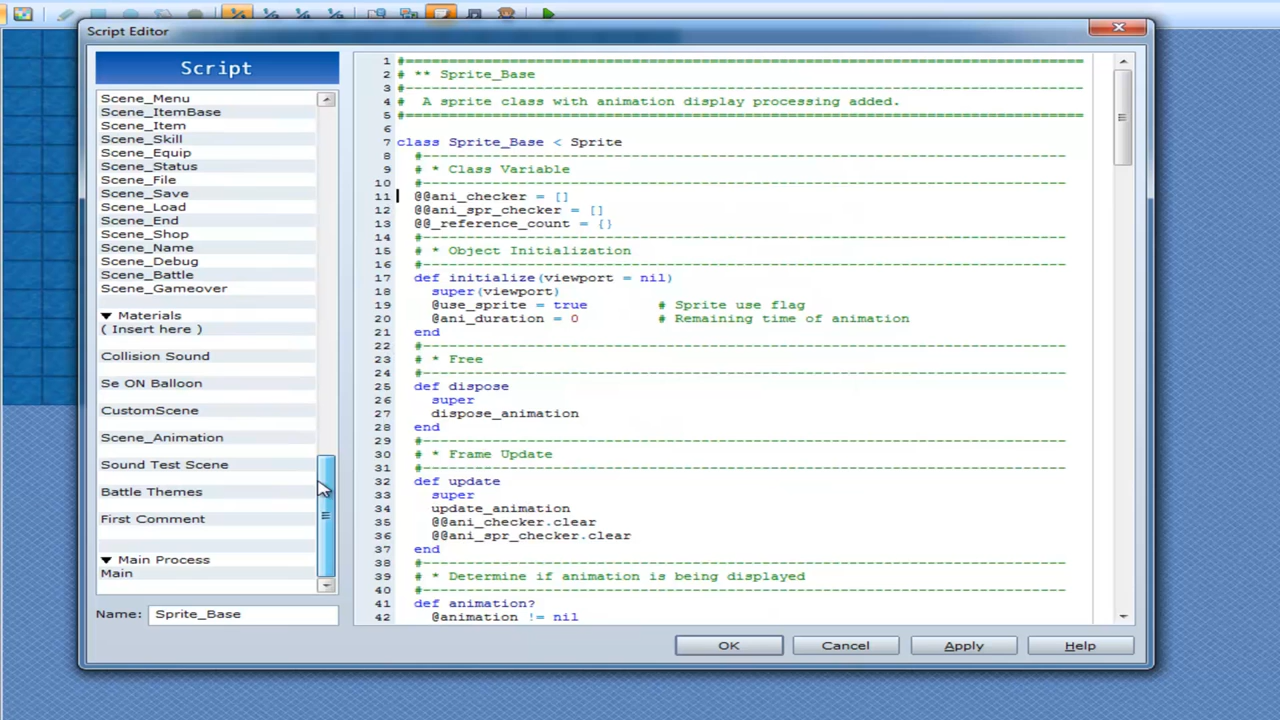 Script Editor
Script
Scene_Menu
Scene_ItemBase
Scene_Item
Scene_Skill
Scene_Equip
Scene_Status
Scene_File
Scene_Save
Scene_Load
Scene_End
Scene_Shop
Scene_Name
Scene_Debug
Scene_Battle
Scene_Gameover
▼ Materials
( Insert here )
Collision Sound
Se ON Balloon
CustomScene
Scene_Animation
Sound Test Scene
Battle Themes
First Comment
▼ Main Process
Main
Name: Sprite_Base
1 #==============================================================================
2 # ** Sprite_Base
3 #------------------------------------------------------------------------------
4 #  A sprite class with animation display processing added.
5 #==============================================================================
6
7 class Sprite_Base < Sprite
8   #--------------------------------------------------------------------------
9   # * Class Variable
10   #--------------------------------------------------------------------------
11   @@ani_checker = []
12   @@ani_spr_checker = []
13   @@_reference_count = {}
14   #--------------------------------------------------------------------------
15   # * Object Initialization
16   #--------------------------------------------------------------------------
17   def initialize(viewport = nil)
18     super(viewport)
19     @use_sprite = true        # Sprite use flag
20     @ani_duration = 0         # Remaining time of animation
21   end
22   #--------------------------------------------------------------------------
23   # * Free
24   #--------------------------------------------------------------------------
25   def dispose
26     super
27     dispose_animation
28   end
29   #--------------------------------------------------------------------------
30   # * Frame Update
31   #--------------------------------------------------------------------------
32   def update
33     super
34     update_animation
35     @@ani_checker.clear
36     @@ani_spr_checker.clear
37   end
38   #--------------------------------------------------------------------------
39   # * Determine if animation is being displayed
40   #--------------------------------------------------------------------------
41   def animation?
42     @animation != nil
OK Cancel Apply Help